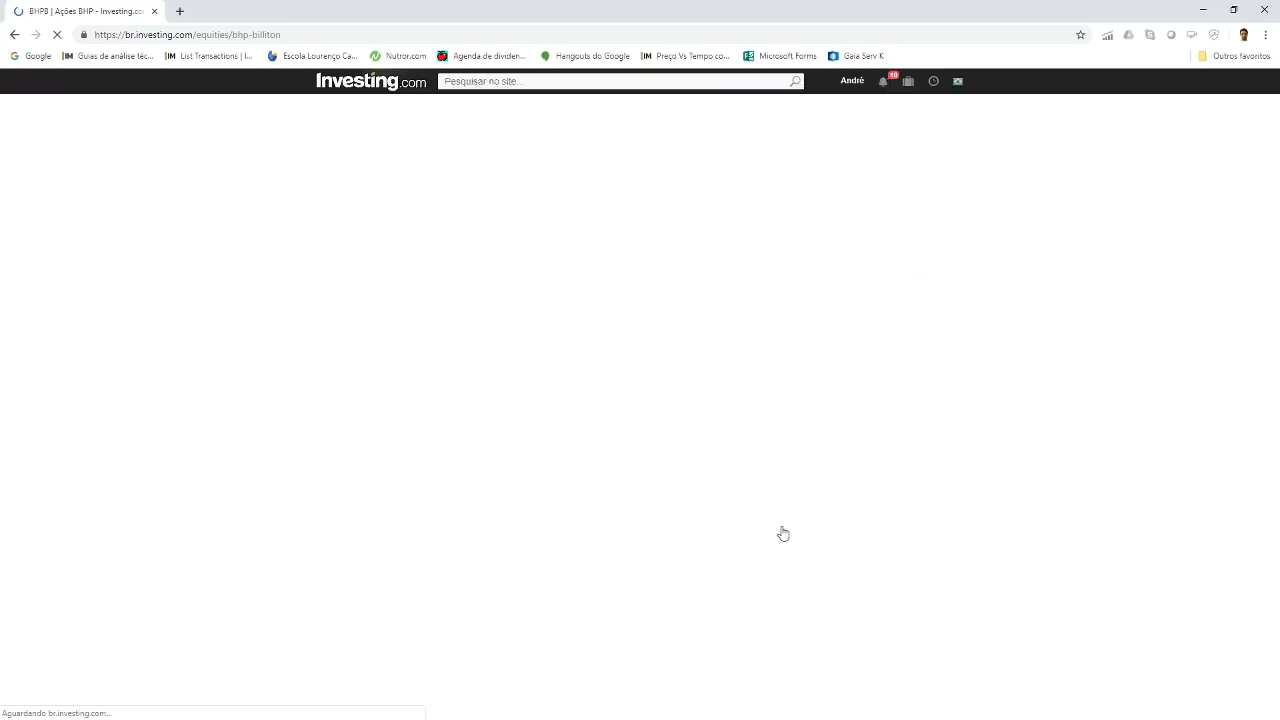 BHPB | Ações BHP - Investing.co
https://br.investing.com/equities/bhp-billiton
Google
Guias de análise téc...
List Transactions | I...
Escola Lourenço Ca...
Nutror.com
Agenda de dividen...
Hangouts do Google
Preço Vs Tempo co...
Microsoft Forms
Gaia Serv K
Outros favoritos
Investing.com
Pesquisar no site...
Andrè
10
Aguardando br.investing.com...